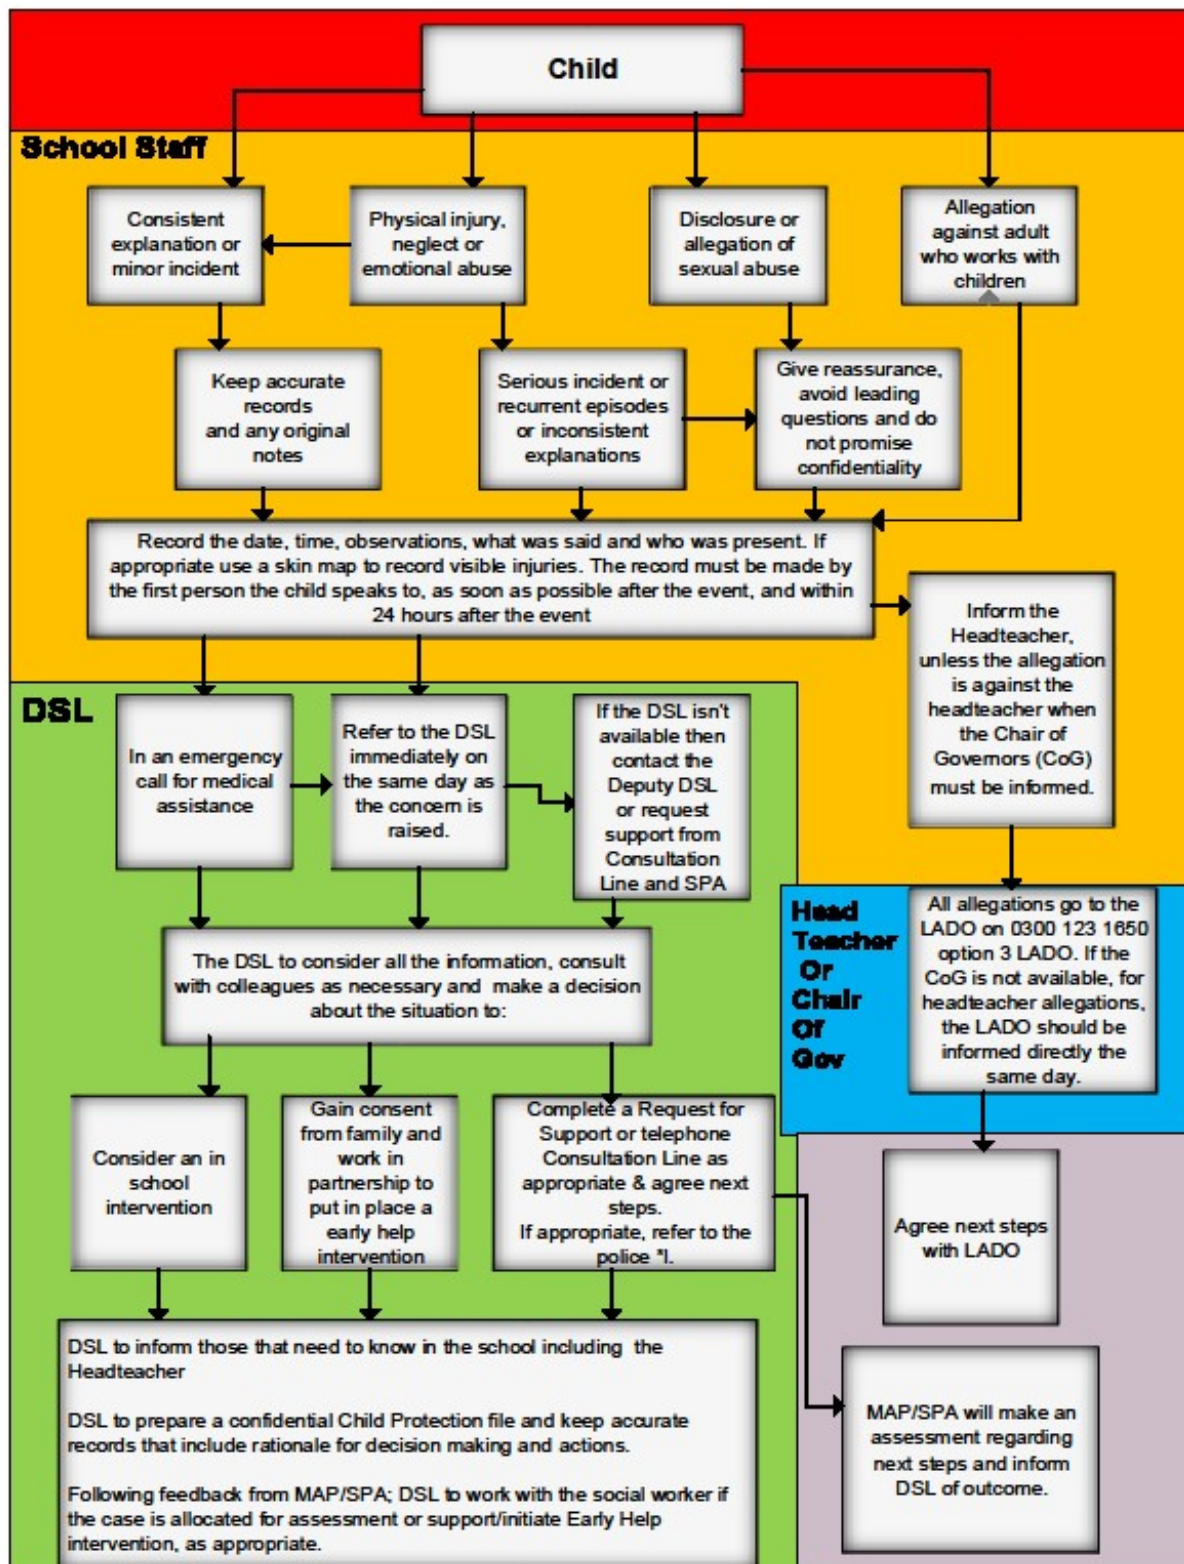 Child
School Staff
Consistent
explanation or
minor incident
Physical injury,
neglect or
emotional abuse
Disclosure or
allegation of
sexual abuse
Allegation
against adult
who works with
children
Keep accurate
records
and any original
notes
Serious incident or
recurrent episodes
or inconsistent
explanations
Give reassurance,
avoid leading
questions and do
not promise
confidentiality
Record the date, time, observations, what was said and who was present. If
appropriate use a skin map to record visible injuries. The record must be made by
the first person the child speaks to, as soon as possible after the event, and within
24 hours after the event
Inform the
Headteacher,
unless the allegation
is against the
headteacher when
the Chair of
Governors (CoG)
must be informed.
DSL
In an emergency
call for medical
assistance
Refer to the DSL
immediately on
the same day as
the concern is
raised.
If the DSL isn't
available then
contact the
Deputy DSL
or request
support from
Consultation
Line and SPA
The DSL to consider all the information, consult
with colleagues as necessary and make a decision
about the situation to:
Head
Teacher
Or
Chair
Of
Gov
All allegations go to the
LADO on 0300 123 1650
option 3 LADO. If the
CoG is not available, for
headteacher allegations,
the LADO should be
informed directly the
same day.
Consider an in
school
intervention
Gain consent
from family and
work in
partnership to
put in place a
early help
intervention
Complete a Request for
Support or telephone
Consultation Line as
appropriate & agree next
steps.
If appropriate, refer to the
police *I.
Agree next steps
with LADO
DSL to inform those that need to know in the school including the
Headteacher
DSL to prepare a confidential Child Protection file and keep accurate
records that include rationale for decision making and actions.
Following feedback from MAP/SPA; DSL to work with the social worker if
the case is allocated for assessment or support/initiate Early Help
intervention, as appropriate.
MAP/SPA will make an
assessment regarding
next steps and inform
DSL of outcome.